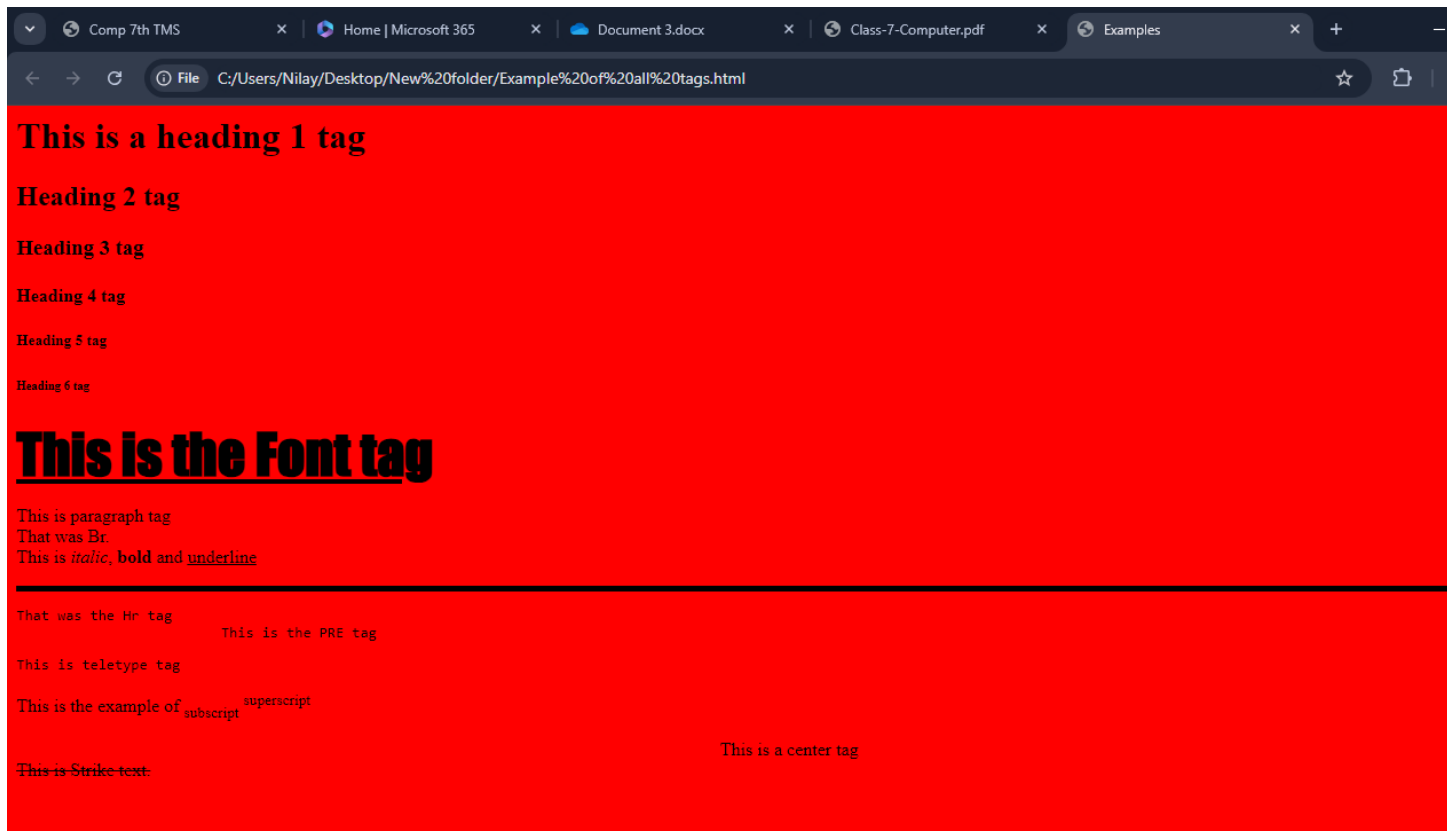 Comp 7th TMS
Home | Microsoft 365
Document 3.docx
Class-7-Computer.pdf
Examples
File
C:/Users/Nilay/Desktop/New%20folder/Example%20of%20all%20tags.html
This is a heading 1 tag
Heading 2 tag
Heading 3 tag
Heading 4 tag
Heading 5 tag
Heading 6 tag
This is the Font tag
This is paragraph tag
That was Br.
This is italic, bold and underline
That was the Hr tag
This is the PRE tag
This is teletype tag
This is the example of subscript superscript
This is a center tag
This is Strike text.